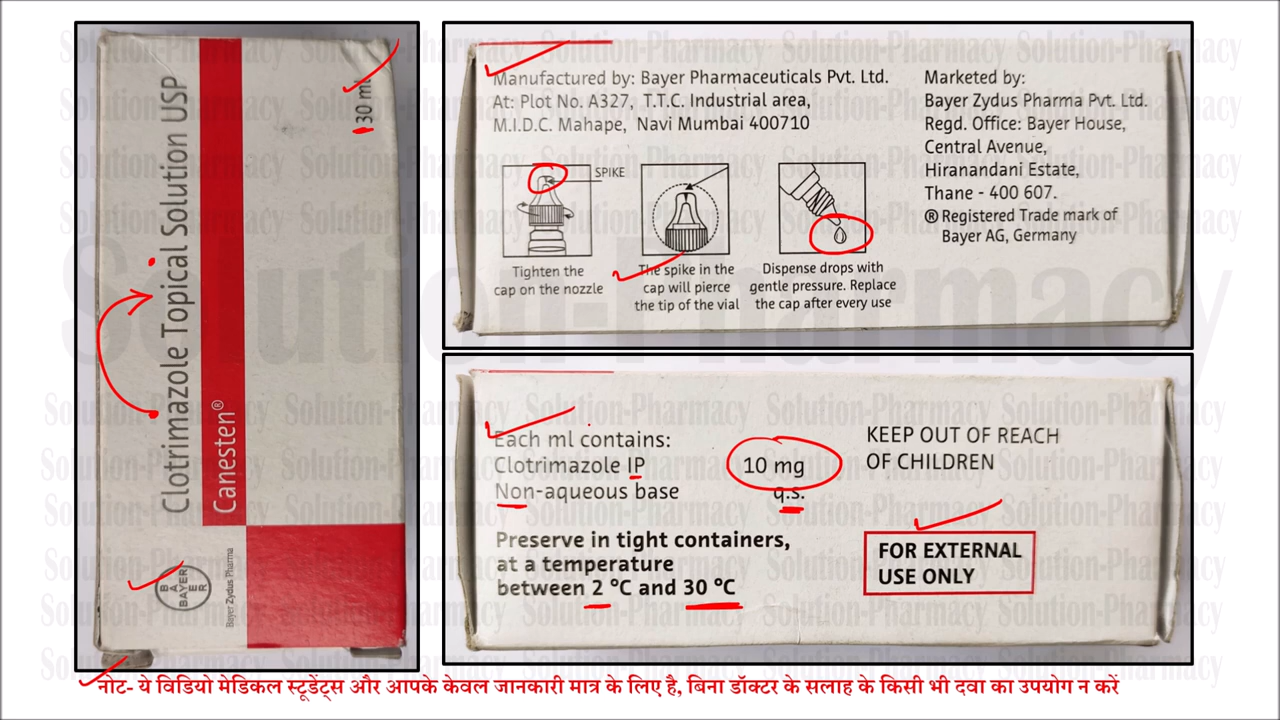 Clotrimazole Topical Solution USP
Canesten®
30 ml
BAYER
BAYER
Bayer Zydus Pharma
Manufactured by: Bayer Pharmaceuticals Pvt. Ltd.
At: Plot No. A327, T.T.C. Industrial area,
M.I.D.C. Mahape, Navi Mumbai 400710
SPIKE
Tighten the
cap on the nozzle
The spike in the
cap will pierce
the tip of the vial
Dispense drops with
gentle pressure. Replace
the cap after every use
Marketed by:
Bayer Zydus Pharma Pvt. Ltd.
Regd. Office: Bayer House,
Central Avenue,
Hiranandani Estate,
Thane - 400 607.
® Registered Trade mark of
Bayer AG, Germany
Each ml contains:
Clotrimazole IP 10 mg
Non-aqueous base q.s.
Preserve in tight containers,
at a temperature
between 2 °C and 30 °C
KEEP OUT OF REACH
OF CHILDREN
FOR EXTERNAL
USE ONLY
नोट- ये विडियो मेडिकल स्टूडेंट्स और आपके केवल जानकारी मात्र के लिए है, बिना डॉक्टर के सलाह के किसी भी दवा का उपयोग न करें
Solution-Pharmacy